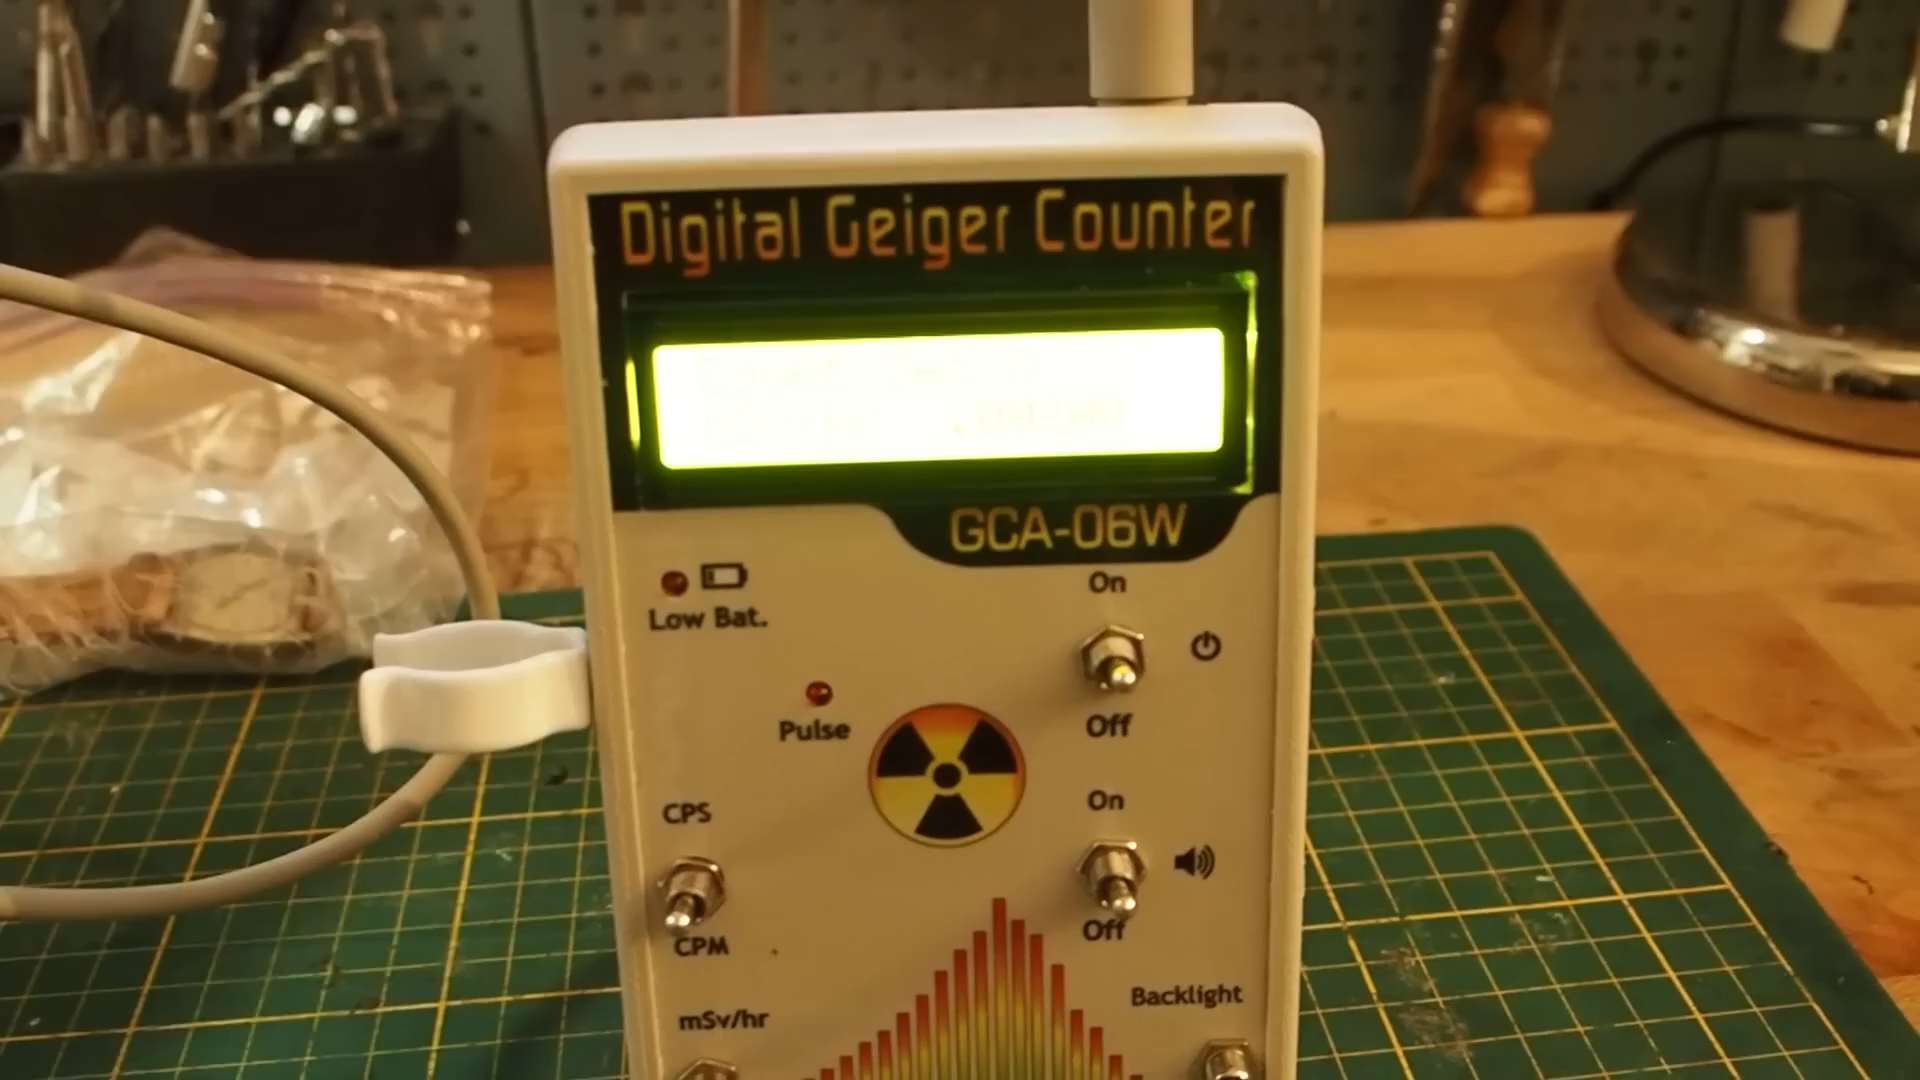 Digital Geiger Counter
GCA-06W
On
Low Bat.
Pulse
Off
CPS
On
CPM
Off
Backlight
mSv/hr